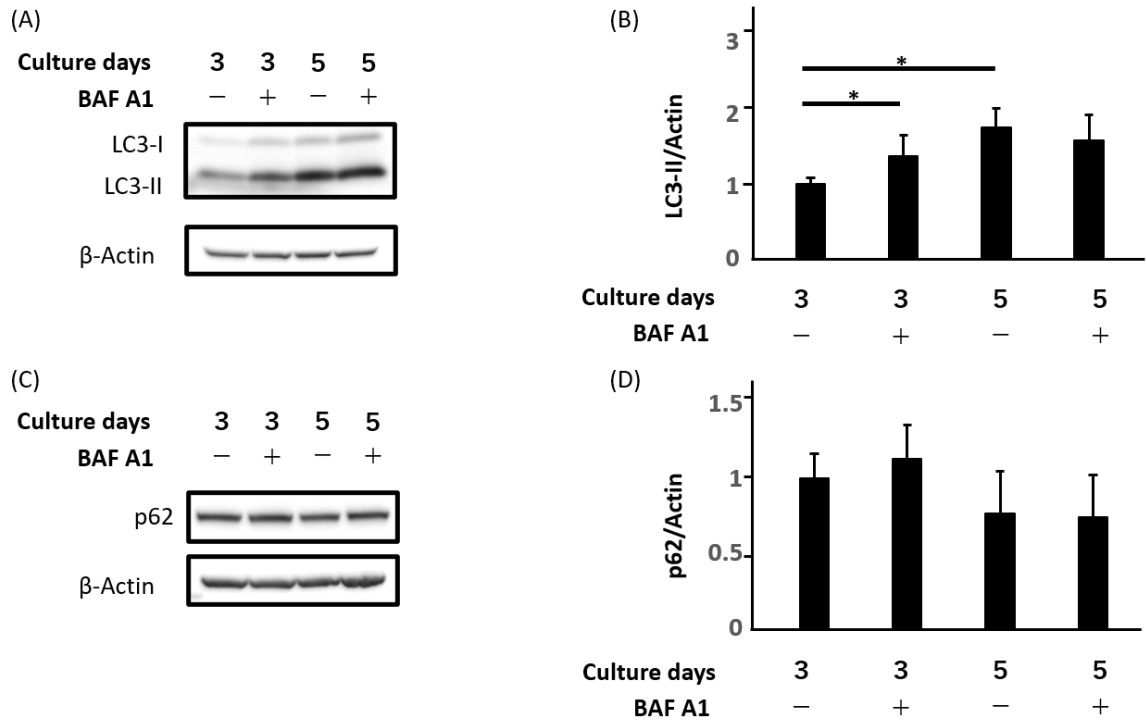 (A)
Culture days 3 3 5 5
BAF A1 − + − +
LC3-I
LC3-II
β-Actin
(B)
3
2
1
0
LC3-II/Actin
*
*
Culture days 3 3 5 5
BAF A1 − + − +
(C)
Culture days 3 3 5 5
BAF A1 − + − +
p62
β-Actin
(D)
1.5
1
0.5
0
p62/Actin
Culture days 3 3 5 5
BAF A1 − + − +